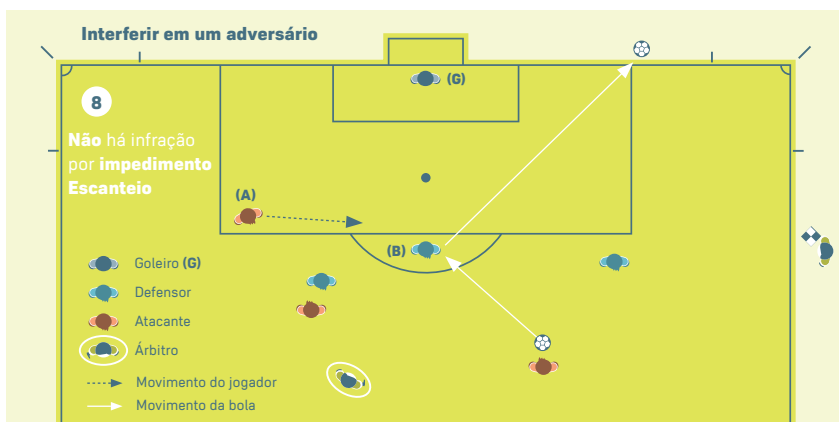 Interferir em um adversário
(G)
8
Não há infração
por impedimento
Escanteio
(A)
(B)
Goleiro (G)
Defensor
Atacante
Árbitro
Movimento do jogador
Movimento da bola